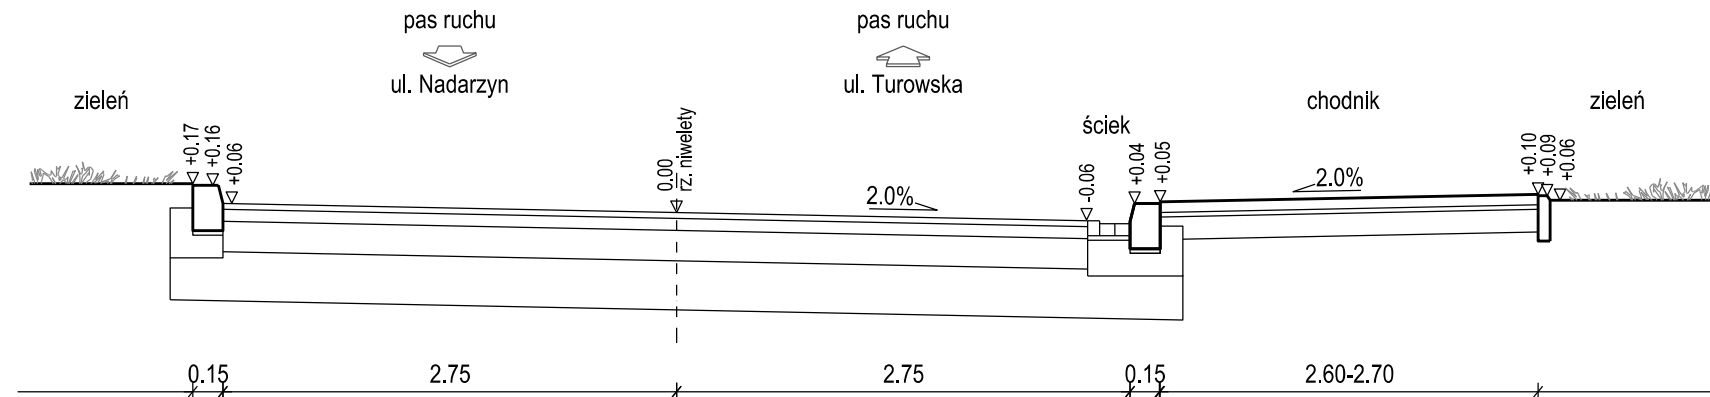 pas ruchu
pas ruchu
ul. Nadarzyn
ul. Turowska
zieleń
chodnik
zieleń
ściek
+0.17
+0.16
+0.06
0.00
rz. niwelety
-0.06
+0.04
+0.05
+0.10
+0.09
+0.06
2.0%
2.0%
0.15
2.75
2.75
0.15
2.60-2.70